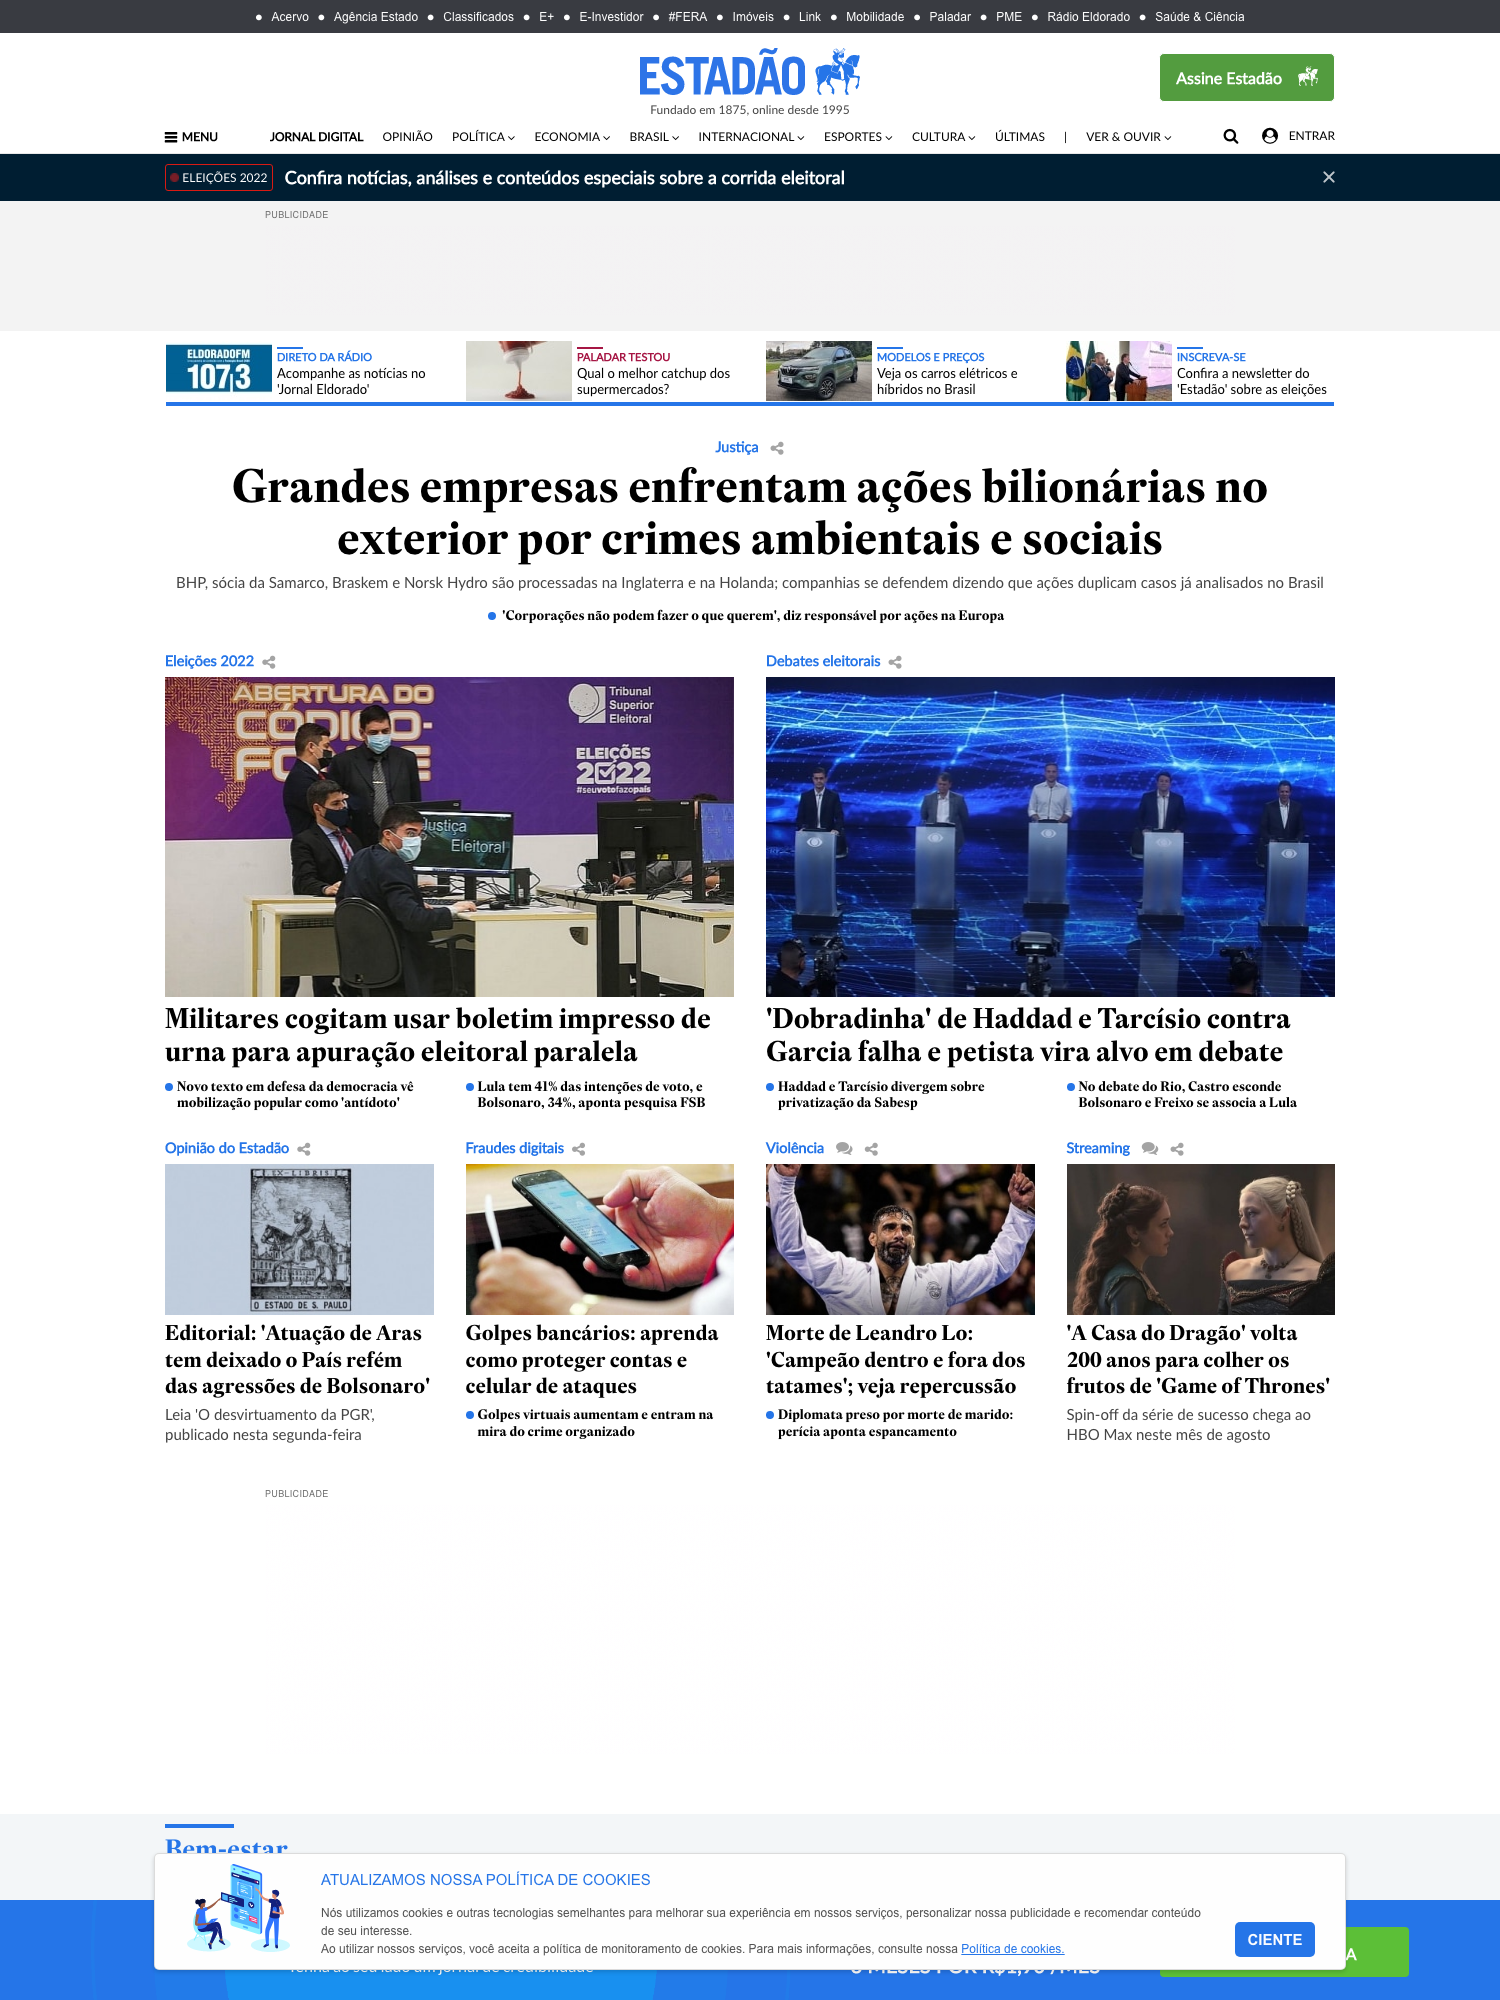 Acervo Agência Estado Classificados E+ E-Investidor #FERA Imóveis Link Mobilidade Paladar PME Rádio Eldorado Saúde & Ciência
ESTADÃO
Fundado em 1875, online desde 1995
Assine Estadão
MENU JORNAL DIGITAL OPINIÃO POLÍTICA ECONOMIA BRASIL INTERNACIONAL ESPORTES CULTURA ÚLTIMAS | VER & OUVIR ENTRAR
ELEIÇÕES 2022 Confira notícias, análises e conteúdos especiais sobre a corrida eleitoral
PUBLICIDADE
ELDORADOFM
107,3
DIRETO DA RÁDIO
Acompanhe as notícias no
'Jornal Eldorado'
PALADAR TESTOU
Qual o melhor catchup dos
supermercados?
MODELOS E PREÇOS
Veja os carros elétricos e
híbridos no Brasil
INSCREVA-SE
Confira a newsletter do
'Estadão' sobre as eleições
Justiça
Grandes empresas enfrentam ações bilionárias no
exterior por crimes ambientais e sociais
BHP, sócia da Samarco, Braskem e Norsk Hydro são processadas na Inglaterra e na Holanda; companhias se defendem dizendo que ações duplicam casos já analisados no Brasil
'Corporações não podem fazer o que querem', diz responsável por ações na Europa
Eleições 2022
ABERTURA DO
CÓDIGO-
Tribunal
Superior
Eleitoral
ELEIÇÕES
2022
#seuvotofazopaís
Justiça
Eleitoral
Militares cogitam usar boletim impresso de
urna para apuração eleitoral paralela
Novo texto em defesa da democracia vê
mobilização popular como 'antídoto'
Lula tem 41% das intenções de voto, e
Bolsonaro, 34%, aponta pesquisa FSB
Debates eleitorais
'Dobradinha' de Haddad e Tarcísio contra
Garcia falha e petista vira alvo em debate
Haddad e Tarcísio divergem sobre
privatização da Sabesp
No debate do Rio, Castro esconde
Bolsonaro e Freixo se associa a Lula
Opinião do Estadão
EX-LIBRIS
O ESTADO DE S. PAULO
Editorial: 'Atuação de Aras
tem deixado o País refém
das agressões de Bolsonaro'
Leia 'O desvirtuamento da PGR',
publicado nesta segunda-feira
Fraudes digitais
Golpes bancários: aprenda
como proteger contas e
celular de ataques
Golpes virtuais aumentam e entram na
mira do crime organizado
Violência
Morte de Leandro Lo:
'Campeão dentro e fora dos
tatames'; veja repercussão
Diplomata preso por morte de marido:
perícia aponta espancamento
Streaming
'A Casa do Dragão' volta
200 anos para colher os
frutos de 'Game of Thrones'
Spin-off da série de sucesso chega ao
HBO Max neste mês de agosto
PUBLICIDADE
Bem-estar
ATUALIZAMOS NOSSA POLÍTICA DE COOKIES
Nós utilizamos cookies e outras tecnologias semelhantes para melhorar sua experiência em nossos serviços, personalizar nossa publicidade e recomendar conteúdo
de seu interesse.
Ao utilizar nossos serviços, você aceita a política de monitoramento de cookies. Para mais informações, consulte nossa Política de cookies.
CIENTE